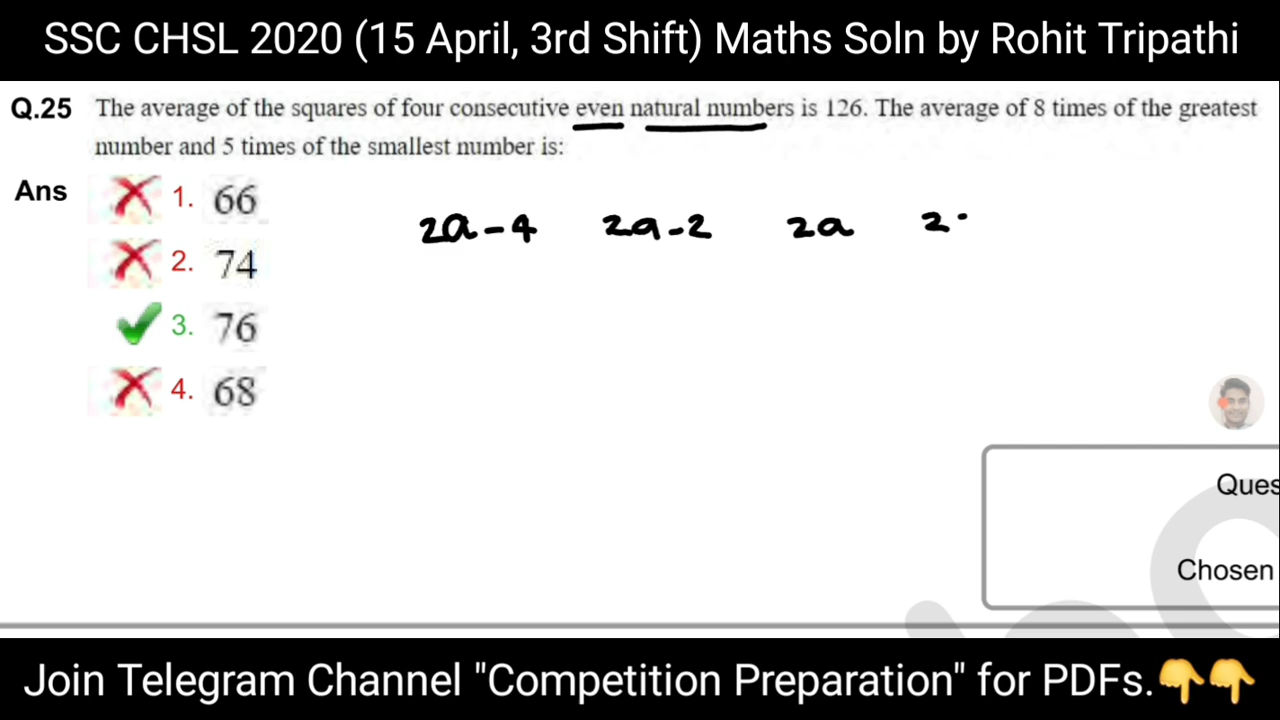 SSC CHSL 2020 (15 April, 3rd Shift) Maths Soln by Rohit Tripathi
Q.25 The average of the squares of four consecutive even natural numbers is 126. The average of 8 times of the greatest
number and 5 times of the smallest number is:
Ans
1. 66
2. 74
3. 76
4. 68
2a-4 2a-2 2a 2
Ques
Chosen
Join Telegram Channel "Competition Preparation" for PDFs.👇👇